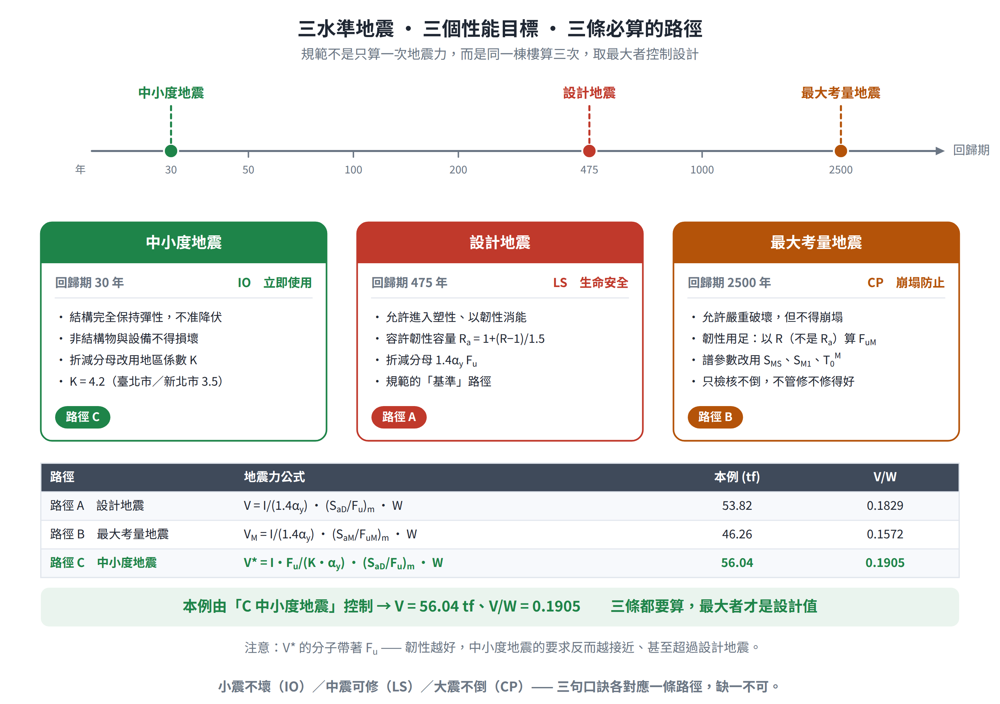 三水準地震 · 三個性能目標 · 三條必算的路徑
規範不是只算一次地震力，而是同一棟樓算三次，取最大者控制設計
中小度地震 設計地震 最大考量地震
回歸期
年 30 50 100 200 475 1000 2500
中小度地震
回歸期 30 年 IO 立即使用
· 結構完全保持彈性，不准降伏
· 非結構物與設備不得損壞
· 折減分母改用地區係數 K
· K = 4.2（臺北市／新北市 3.5）
路徑 C
設計地震
回歸期 475 年 LS 生命安全
· 允許進入塑性、以韌性消能
· 容許韌性容量 Rₐ = 1+(R−1)/1.5
· 折減分母 1.4αy Fu
· 規範的「基準」路徑
路徑 A
最大考量地震
回歸期 2500 年 CP 崩塌防止
· 允許嚴重破壞，但不得崩塌
· 韌性用足：以 R（不是 Rₐ）算 FuM
· 譜參數改用 SMS、SM1、T0M
· 只檢核不倒，不管修不修得好
路徑 B
路徑 地震力公式 本例 (tf) V/W
路徑 A 設計地震 V = I/(1.4αy) · (SaD/Fu)m · W 53.82 0.1829
路徑 B 最大考量地震 VM = I/(1.4αy) · (SaM/FuM)m · W 46.26 0.1572
路徑 C 中小度地震 V* = I · Fu/(K · αy) · (SaD/Fu)m · W 56.04 0.1905
本例由「C 中小度地震」控制 → V = 56.04 tf、V/W = 0.1905 三條都要算，最大者才是設計值
注意：V* 的分子帶著 Fu —— 韌性越好，中小度地震的要求反而越接近、甚至超過設計地震。
小震不壞（IO）／中震可修（LS）／大震不倒（CP）—— 三句口訣各對應一條路徑，缺一不可。